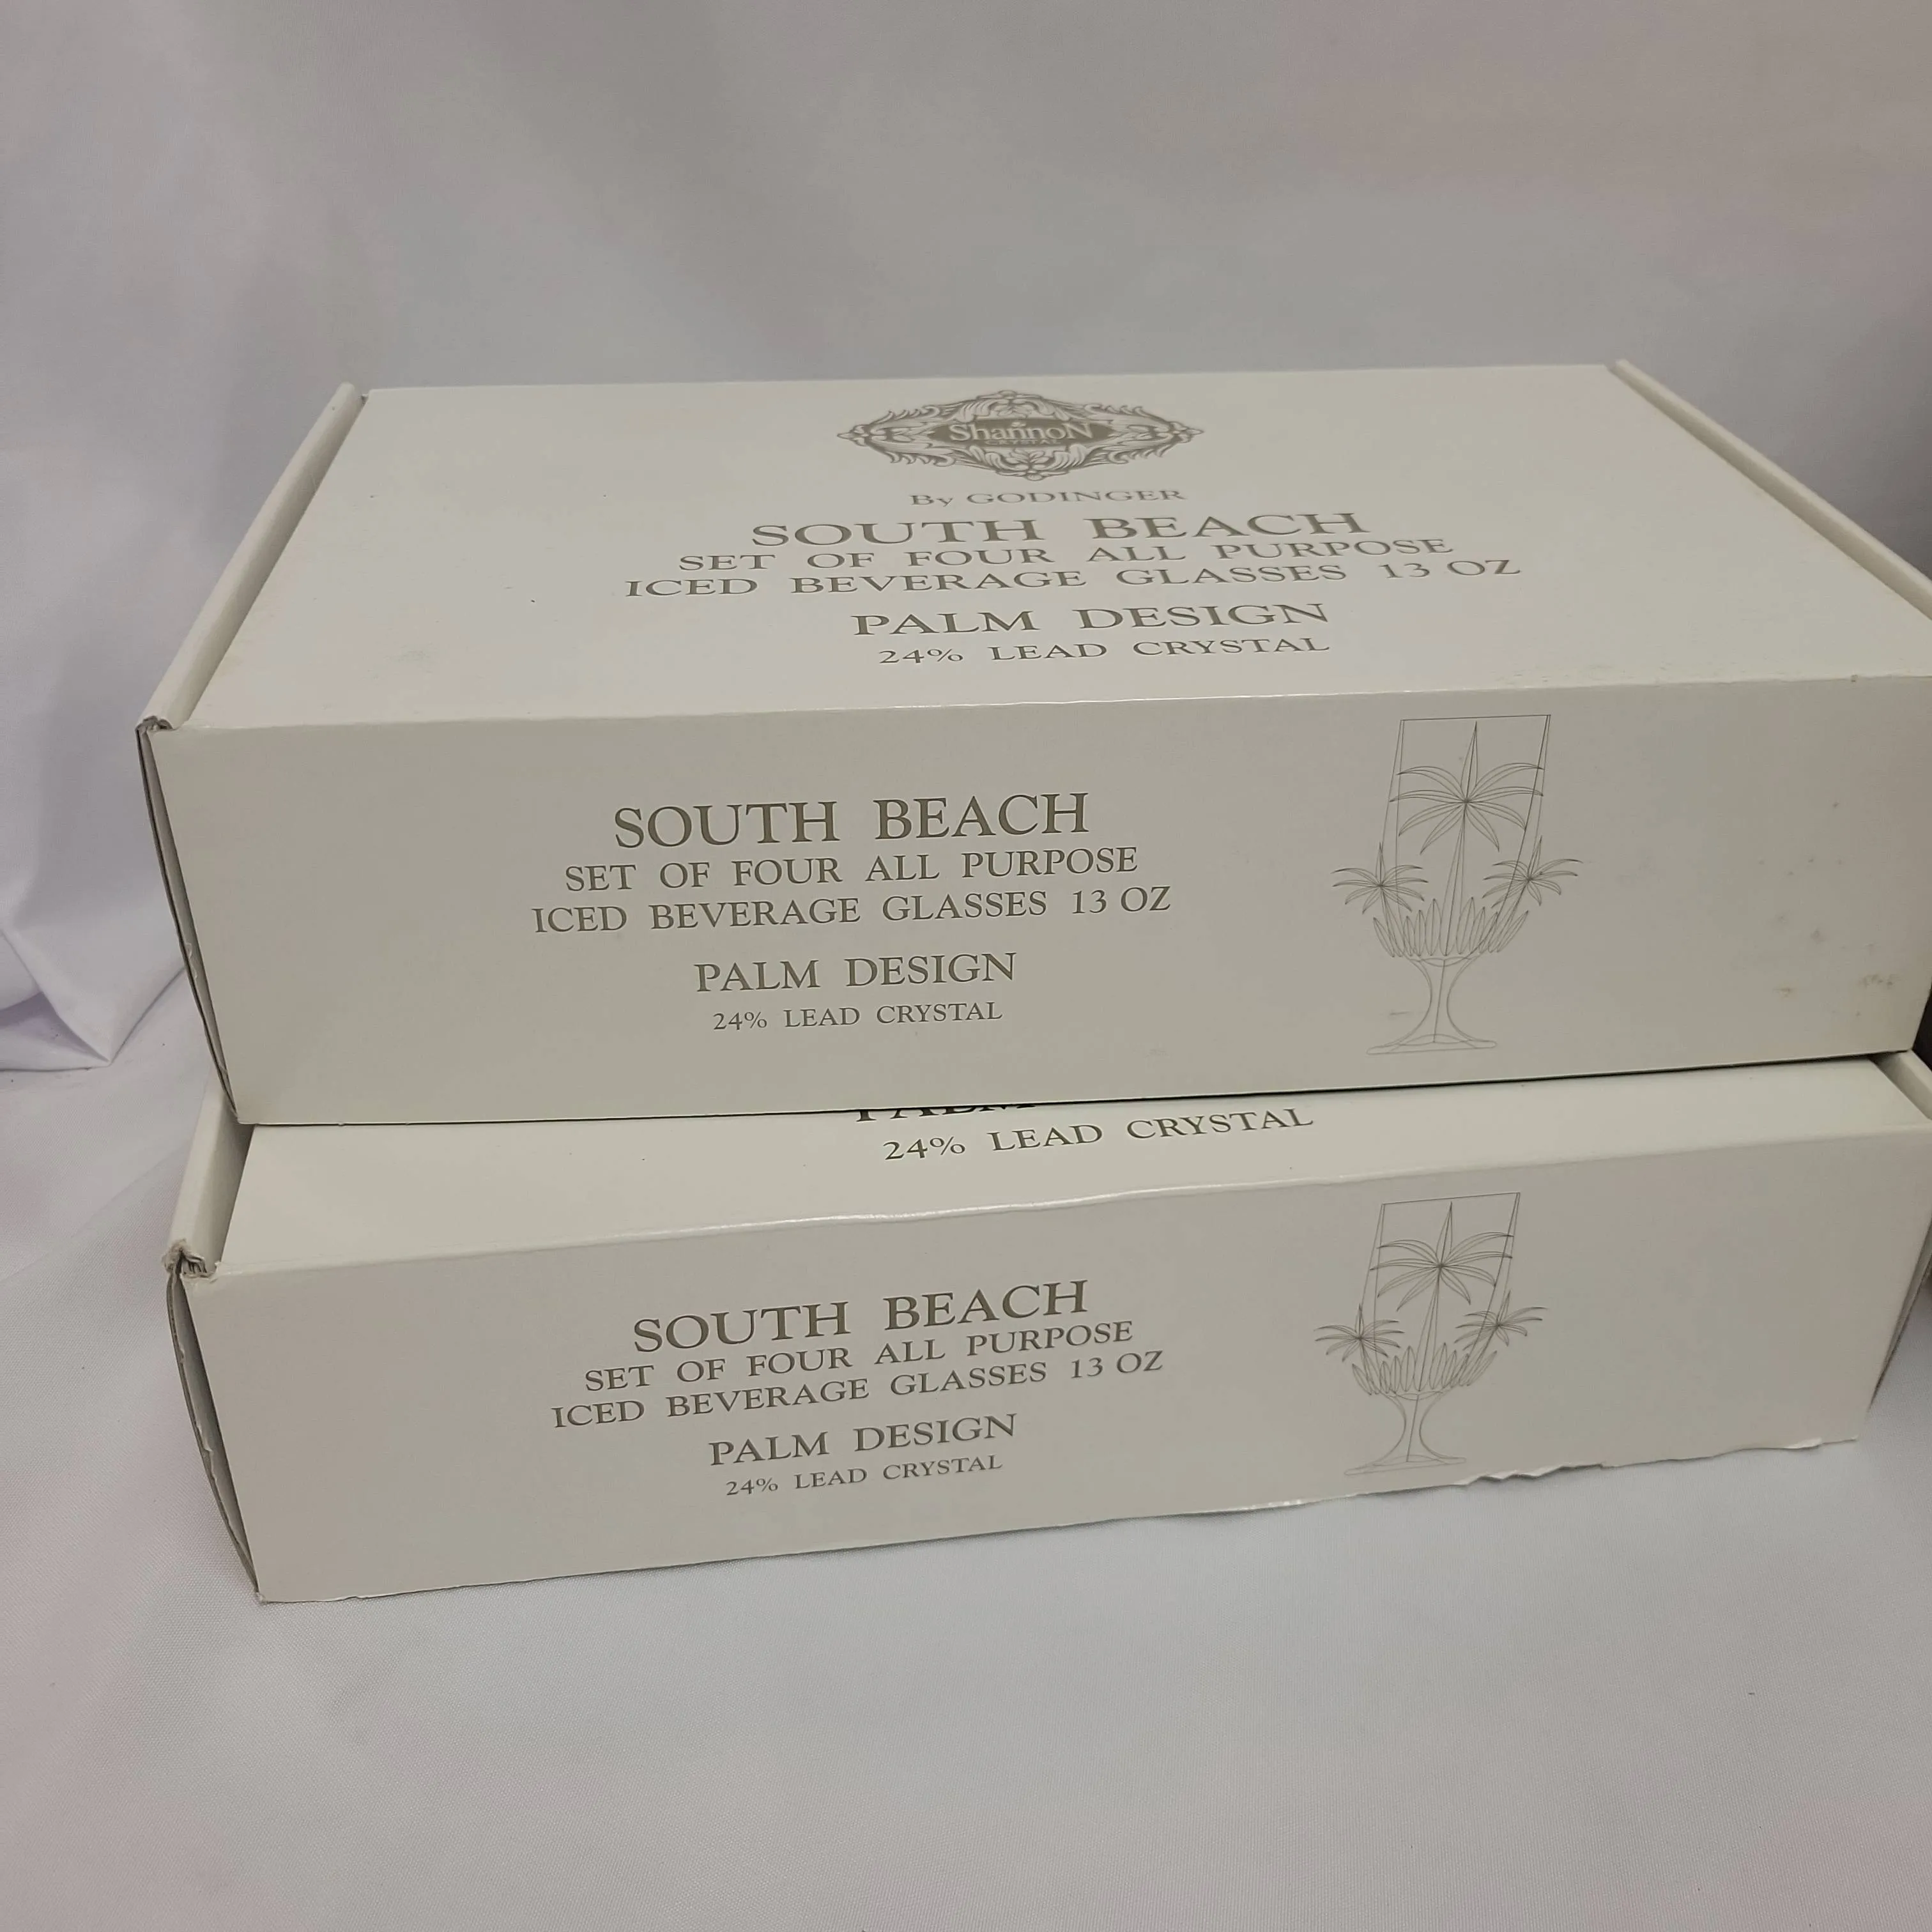 Shannon
CRYSTAL
By GODINGER
SOUTH BEACH
SET OF FOUR ALL PURPOSE
ICED BEVERAGE GLASSES 13 OZ
PALM DESIGN
24% LEAD CRYSTAL
SOUTH BEACH
SET OF FOUR ALL PURPOSE
ICED BEVERAGE GLASSES 13 OZ
PALM DESIGN
24% LEAD CRYSTAL
PALM
24% LEAD CRYSTAL
SOUTH BEACH
SET OF FOUR ALL PURPOSE
ICED BEVERAGE GLASSES 13 OZ
PALM DESIGN
24% LEAD CRYSTAL